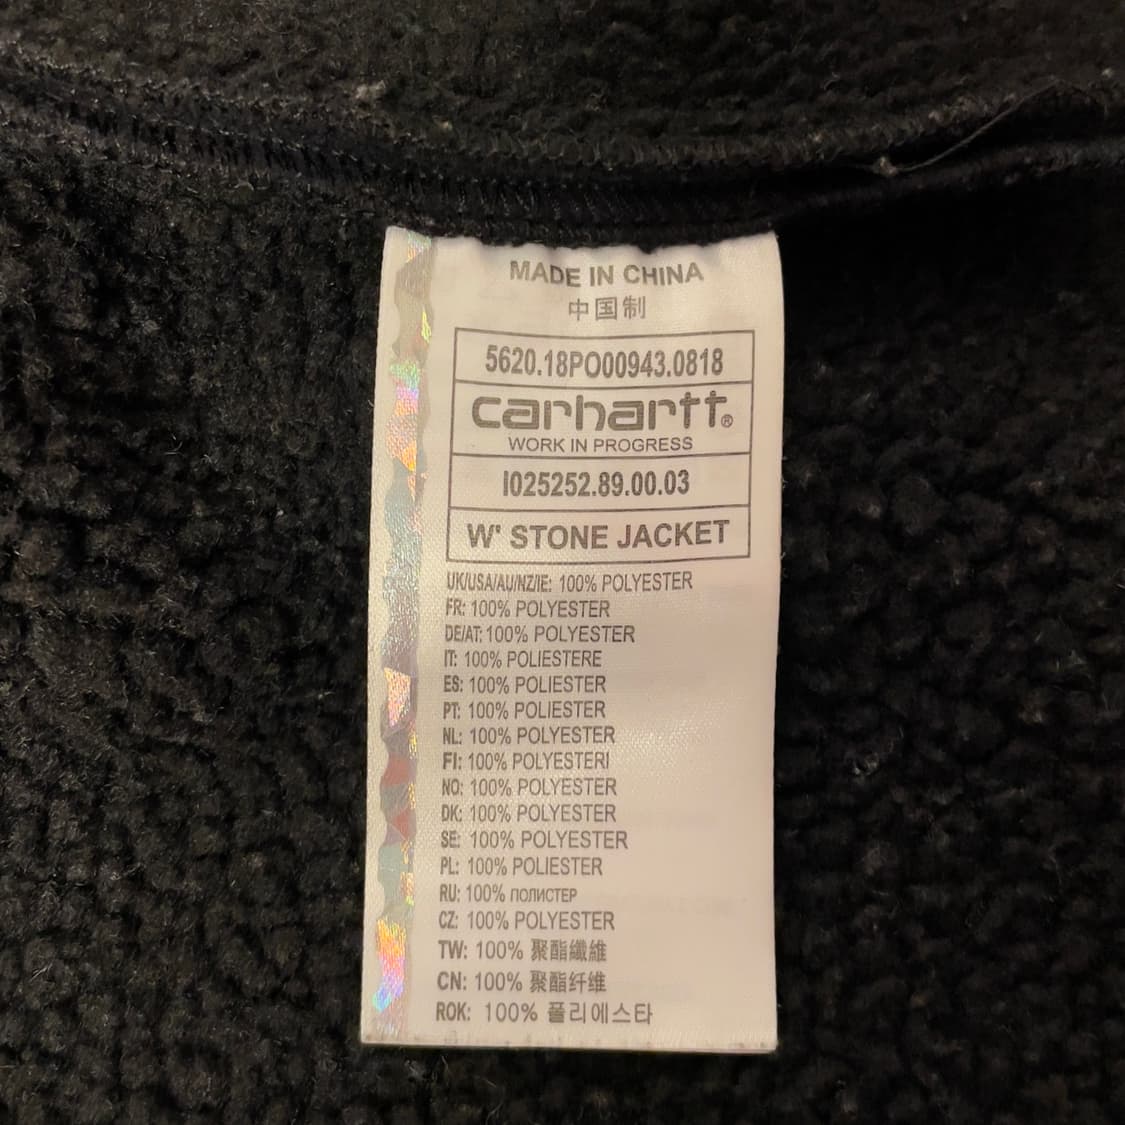 MADE IN CHINA
中国制
5620.18PO00943.0818
carhartt®
WORK IN PROGRESS
I025252.89.00.03
W' STONE JACKET
UK/USA/AU/NZ/IE: 100% POLYESTER
FR: 100% POLYESTER
DE/AT: 100% POLYESTER
IT: 100% POLIESTERE
ES: 100% POLIESTER
PT: 100% POLIESTER
NL: 100% POLYESTER
FI: 100% POLYESTERI
NO: 100% POLYESTER
DK: 100% POLYESTER
SE: 100% POLYESTER
PL: 100% POLIESTER
RU: 100% ПОЛИСТЕР
CZ: 100% POLYESTER
TW: 100% 聚酯纖維
CN: 100% 聚酯纤维
ROK: 100% 폴리에스타